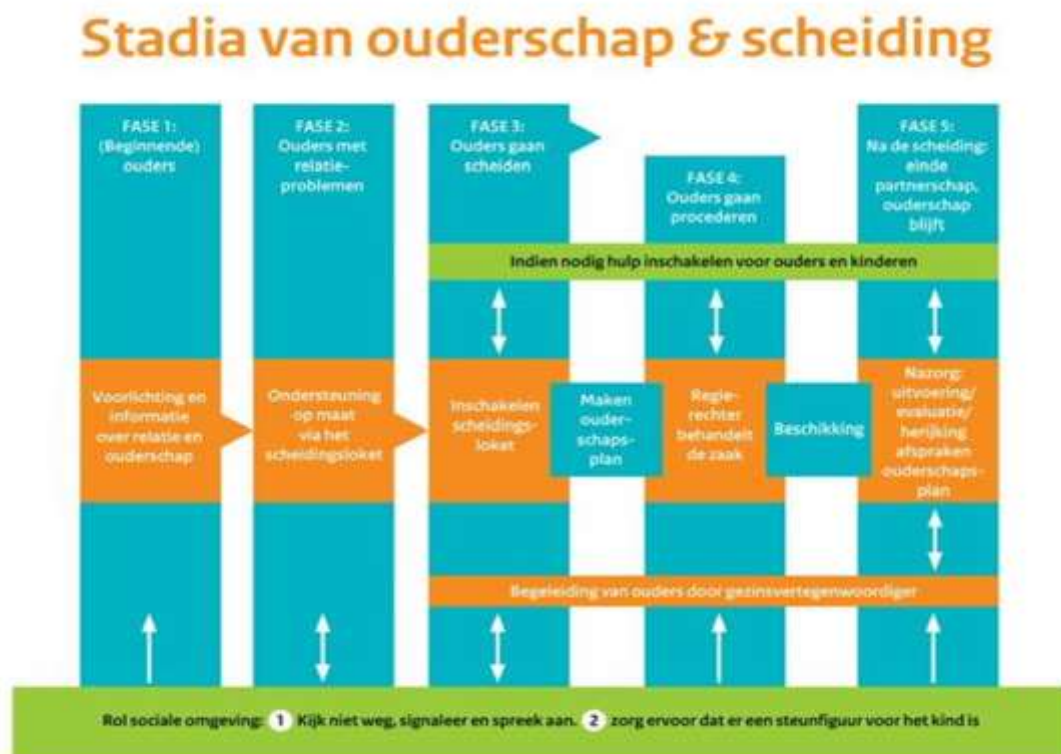 Stadia van ouderschap & scheiding
FASE 1:
(Beginnende)
ouders
FASE 2:
Ouders met
relatie-
problemen
FASE 3:
Ouders gaan
scheiden
FASE 4:
Ouders gaan
procederen
FASE 5:
Na de scheiding:
einde
partnerschap,
ouderschap
blijft
Indien nodig hulp inschakelen voor ouders en kinderen
Voorlichting en
informatie
over relatie en
ouderschap
Ondersteuning
op maat
via het
scheidingsloket
Inschakelen
scheidings-
loket
Maken
ouder-
schaps-
plan
Regie-
rechter
behandelt
de zaak
Beschikking
Nazorg:
uitvoering/
evaluatie/
herijking
afspraken
ouderschaps-
plan
Begeleiding van ouders door gezinsvertegenwoordiger
Rol sociale omgeving: 1 Kijk niet weg, signaleer en spreek aan. 2 zorg ervoor dat er een steunfiguur voor het kind is